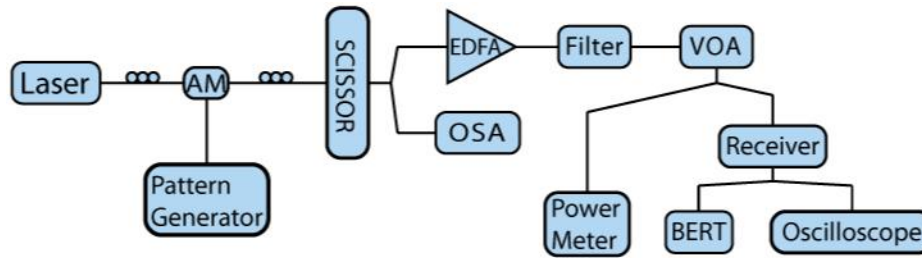 Laser
AM
Pattern
Generator
SCISSOR
EDFA
OSA
Filter
VOA
Power
Meter
Receiver
BERT
Oscilloscope